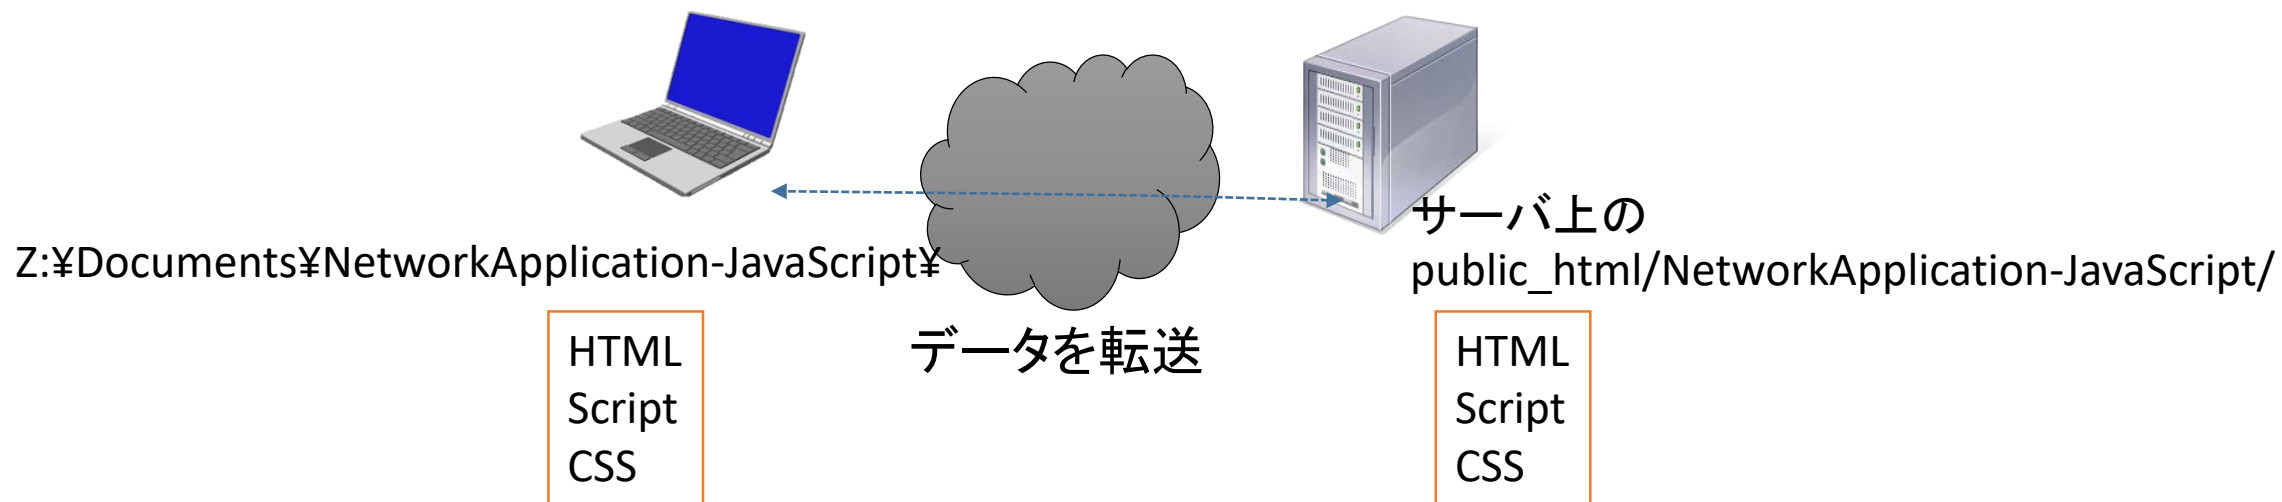 Z:¥Documents¥NetworkApplication-JavaScript¥
HTML
Script
CSS
データを転送
サーバ上の
public_html/NetworkApplication-JavaScript/
HTML
Script
CSS